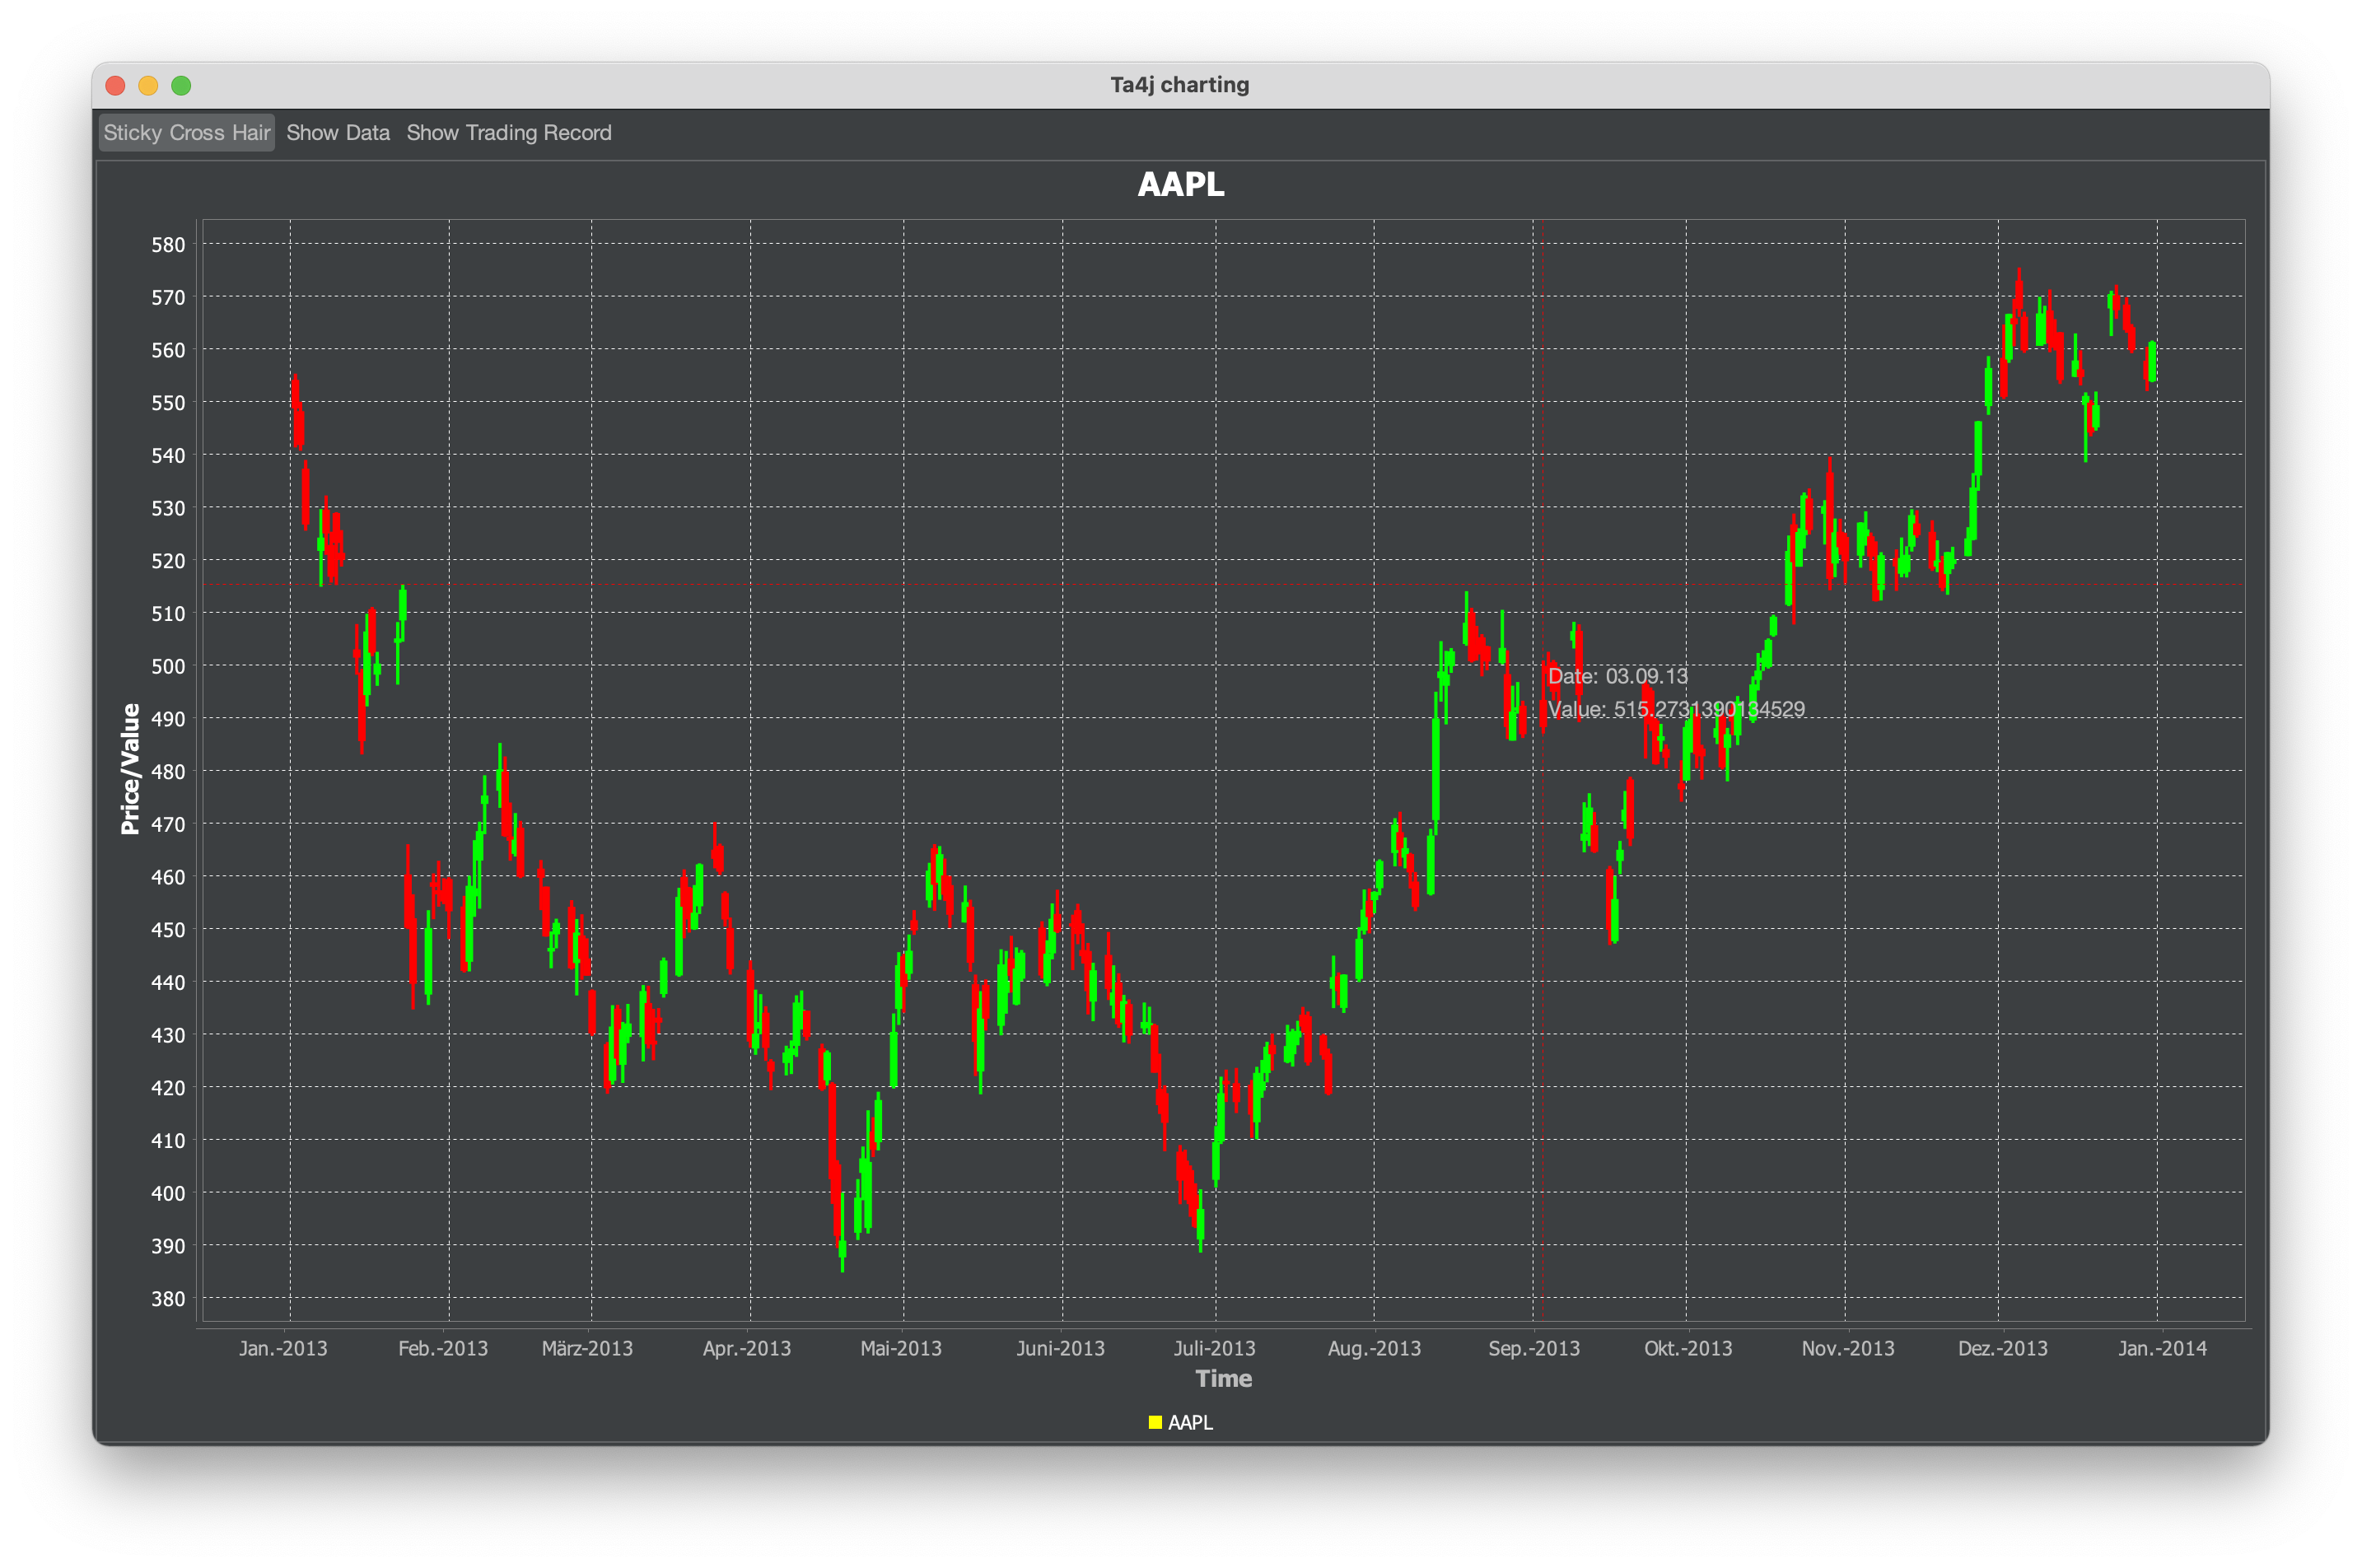 Ta4j charting
Sticky Cross Hair Show Data Show Trading Record
AAPL
580
570
560
550
540
530
520
510
500
490
480
470
460
450
440
430
420
410
400
390
380
Price/Value
Date: 03.09.13
Value: 515.2731390134529
Jan.-2013 Feb.-2013 März-2013 Apr.-2013 Mai-2013 Juni-2013 Juli-2013 Aug.-2013 Sep.-2013 Okt.-2013 Nov.-2013 Dez.-2013 Jan.-2014
Time
AAPL